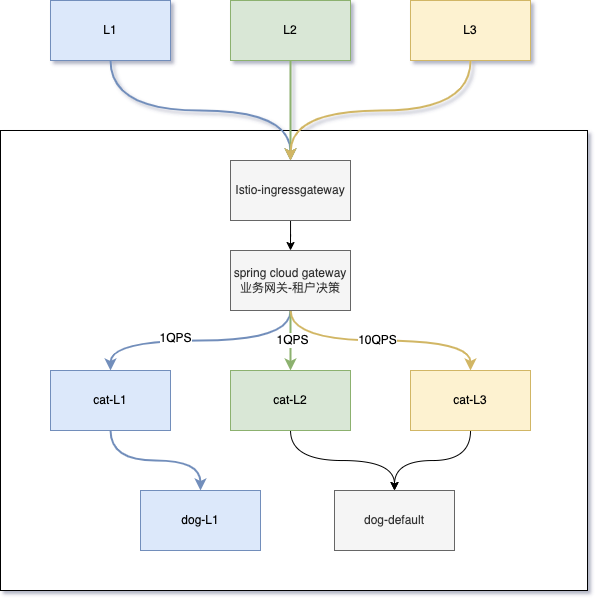 L1
L2
L3
Istio-ingressgateway
spring cloud gateway
业务网关-租户决策
1QPS
1QPS
10QPS
cat-L1
cat-L2
cat-L3
dog-L1
dog-default